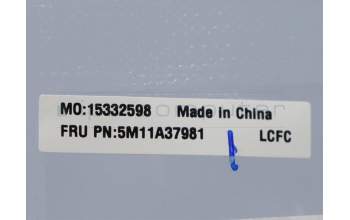 MO:15332598 Made in China
FRU PN:5M11A37981 LCFC